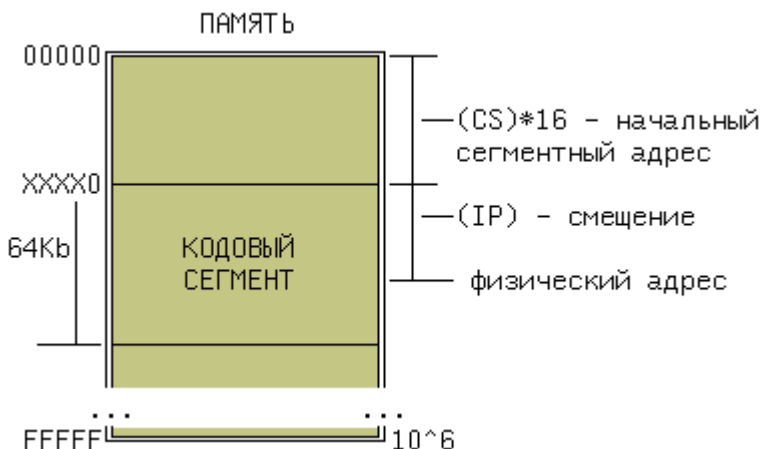 ПАМЯТЬ
00000
(CS)*16 - начальный
сегментный адрес
XXXX0
(IP) - смещение
64Kb
КОДОВЫЙ
СЕГМЕНТ
физический адрес
... ...
FFFFF
10^6